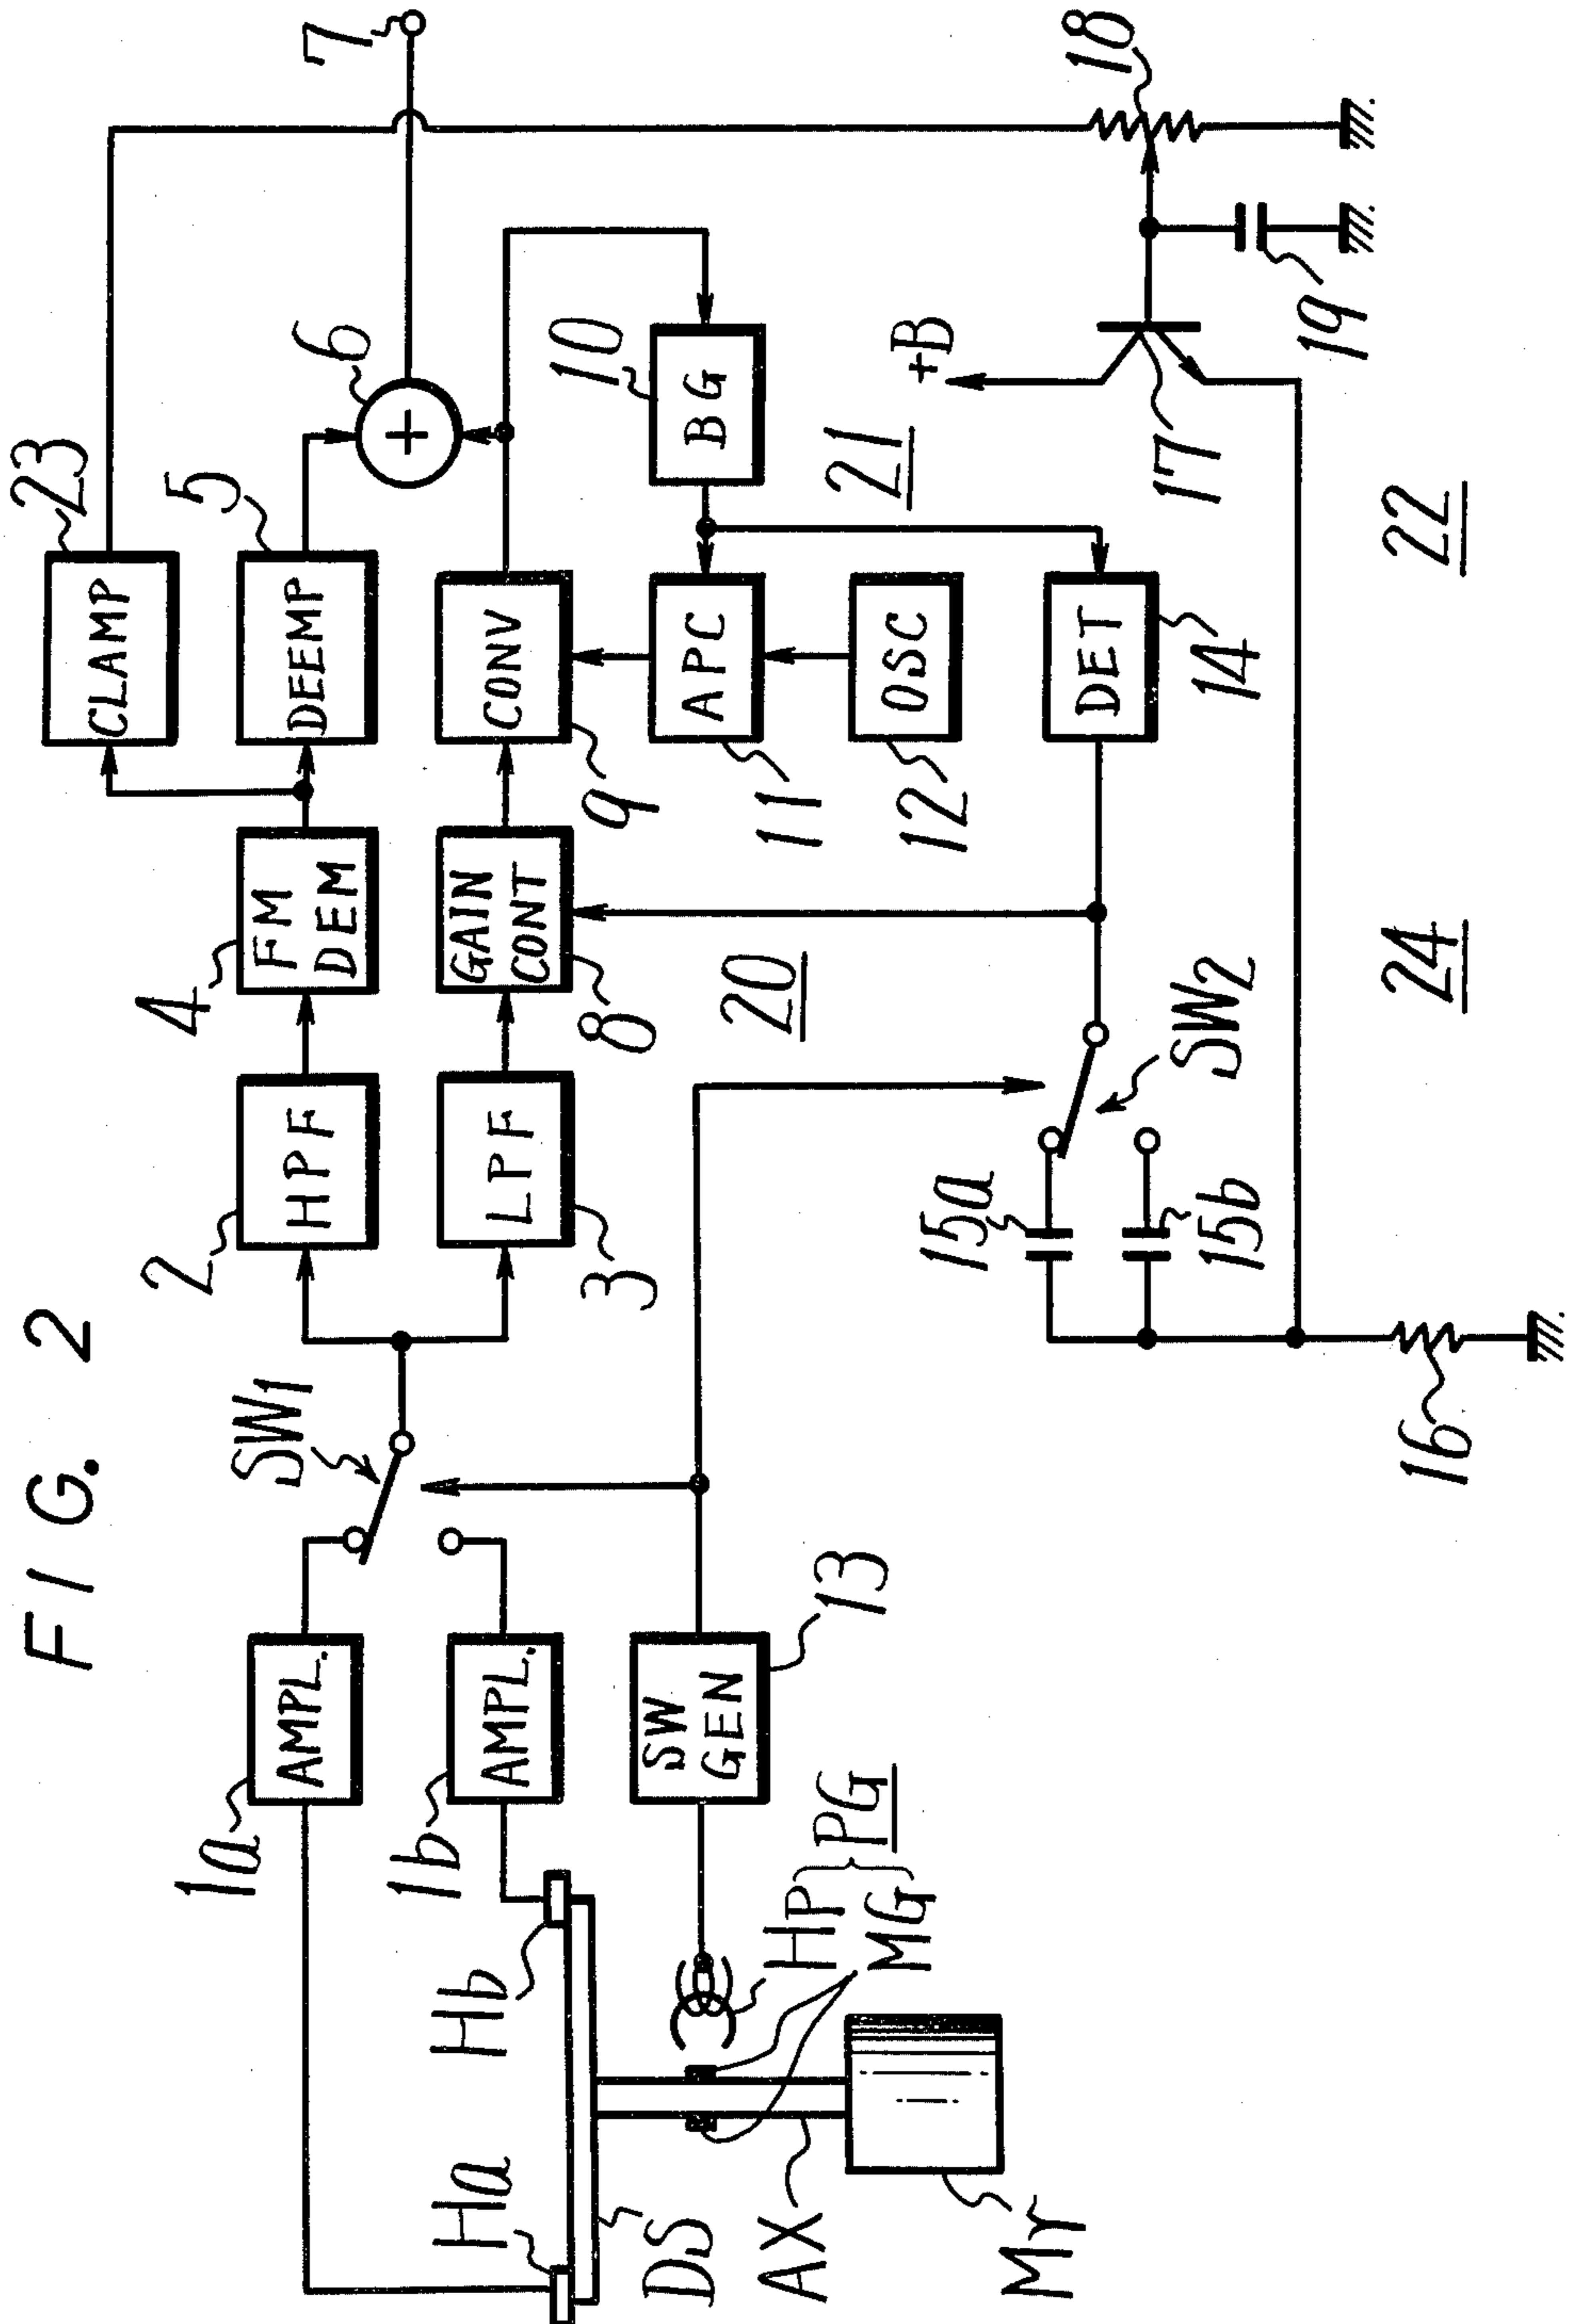 FIG. 2
23
CLAMP
5
DEEMP
6
+
7
4
FM
DEM
2
HPF
SW1
1a
AMPL.
Ha
Hb
1b
AMPL.
3
LPF
8
GAIN
CONT
9
CONV
10
BG
20
21
11
APC
12
OSC
13
SW
GEN
HP
MG
PG
DS
AX
Mr
14
DET
SW2
15a
15b
16
+B
17
18
19
22
24